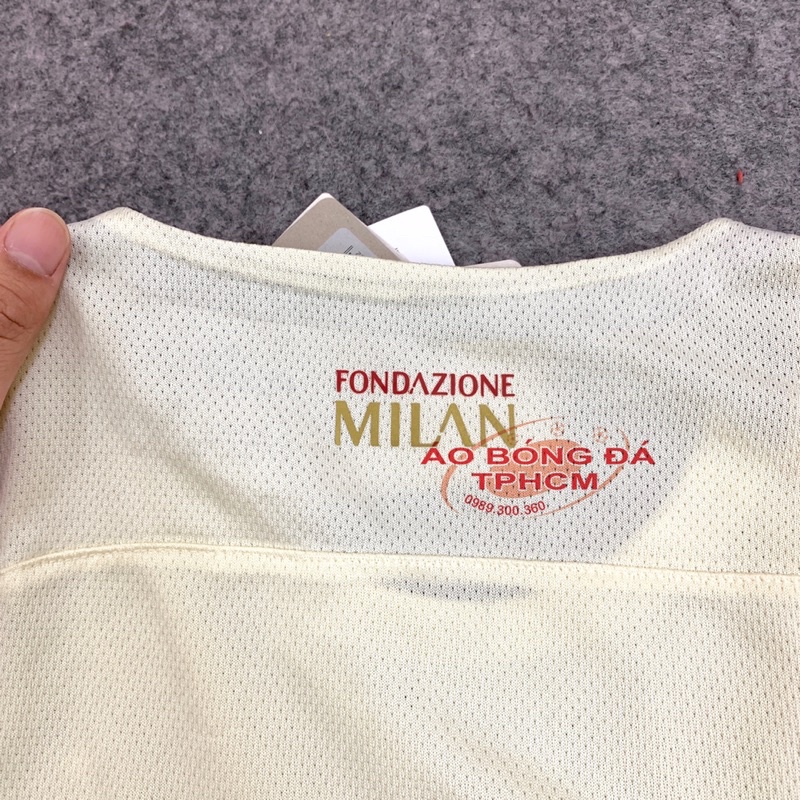 FONDAZIONE
MILAN
ÁO BÓNG ĐÁ
TPHCM
0989.300.360